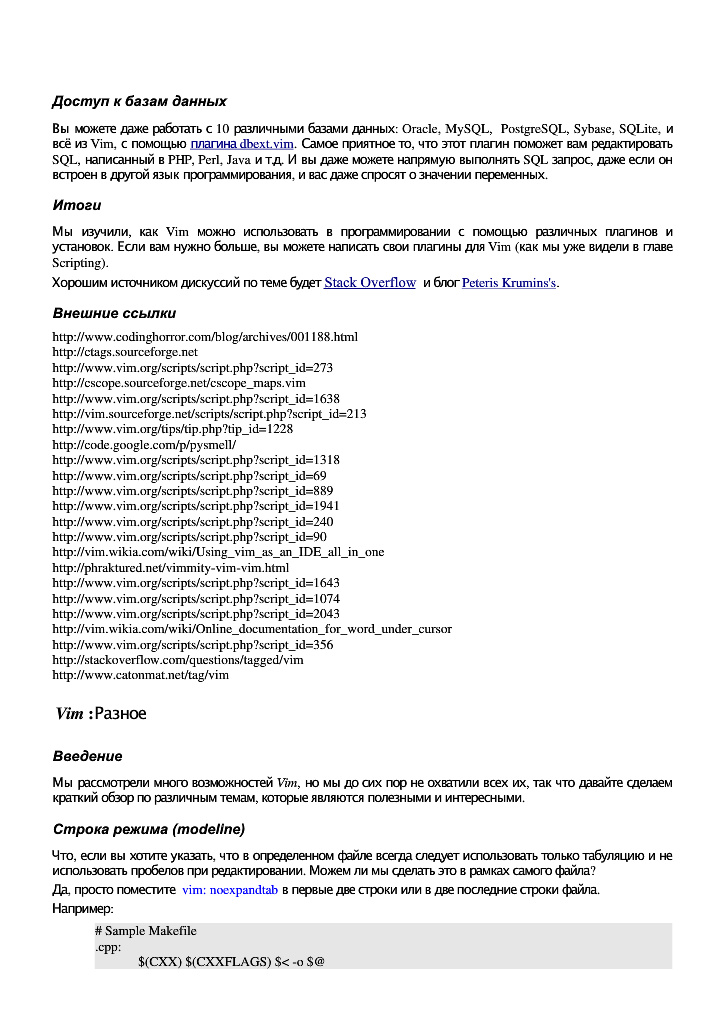 Доступ к базам данных
Вы можете даже работать с 10 различными базами данных: Oracle, MySQL, PostgreSQL, Sybase, SQLite, и
всё из Vim, с помощью плагина dbext.vim. Самое приятное то, что этот плагин поможет вам редактировать
SQL, написанный в PHP, Perl, Java и т.д. И вы даже можете напрямую выполнять SQL запрос, даже если он
встроен в другой язык программирования, и вас даже спросят о значении переменных.
Итоги
Мы изучили, как Vim можно использовать в программировании с помощью различных плагинов и
установок. Если вам нужно больше, вы можете написать свои плагины для Vim (как мы уже видели в главе
Scripting).
Хорошим источником дискуссий по теме будет Stack Overflow и блог Peteris Krumins's.
Внешние ссылки
http://www.codinghorror.com/blog/archives/001188.html
http://ctags.sourceforge.net
http://www.vim.org/scripts/script.php?script_id=273
http://cscope.sourceforge.net/cscope_maps.vim
http://www.vim.org/scripts/script.php?script_id=1638
http://vim.sourceforge.net/scripts/script.php?script_id=213
http://www.vim.org/tips/tip.php?tip_id=1228
http://code.google.com/p/pysmell/
http://www.vim.org/scripts/script.php?script_id=1318
http://www.vim.org/scripts/script.php?script_id=69
http://www.vim.org/scripts/script.php?script_id=889
http://www.vim.org/scripts/script.php?script_id=1941
http://www.vim.org/scripts/script.php?script_id=240
http://www.vim.org/scripts/script.php?script_id=90
http://vim.wikia.com/wiki/Using_vim_as_an_IDE_all_in_one
http://phraktured.net/vimmity-vim-vim.html
http://www.vim.org/scripts/script.php?script_id=1643
http://www.vim.org/scripts/script.php?script_id=1074
http://www.vim.org/scripts/script.php?script_id=2043
http://vim.wikia.com/wiki/Online_documentation_for_word_under_cursor
http://www.vim.org/scripts/script.php?script_id=356
http://stackoverflow.com/questions/tagged/vim
http://www.catonmat.net/tag/vim
Vim :Разное
Введение
Мы рассмотрели много возможностей Vim, но мы до сих пор не охватили всех их, так что давайте сделаем
краткий обзор по различным темам, которые являются полезными и интересными.
Строка режима (modeline)
Что, если вы хотите указать, что в определенном файле всегда следует использовать только табуляцию и не
использовать пробелов при редактировании. Можем ли мы сделать это в рамках самого файла?
Да, просто поместите vim: noexpandtab в первые две строки или в две последние строки файла.
Например:
# Sample Makefile
.cpp:
$(CXX) $(CXXFLAGS) $< -o $@